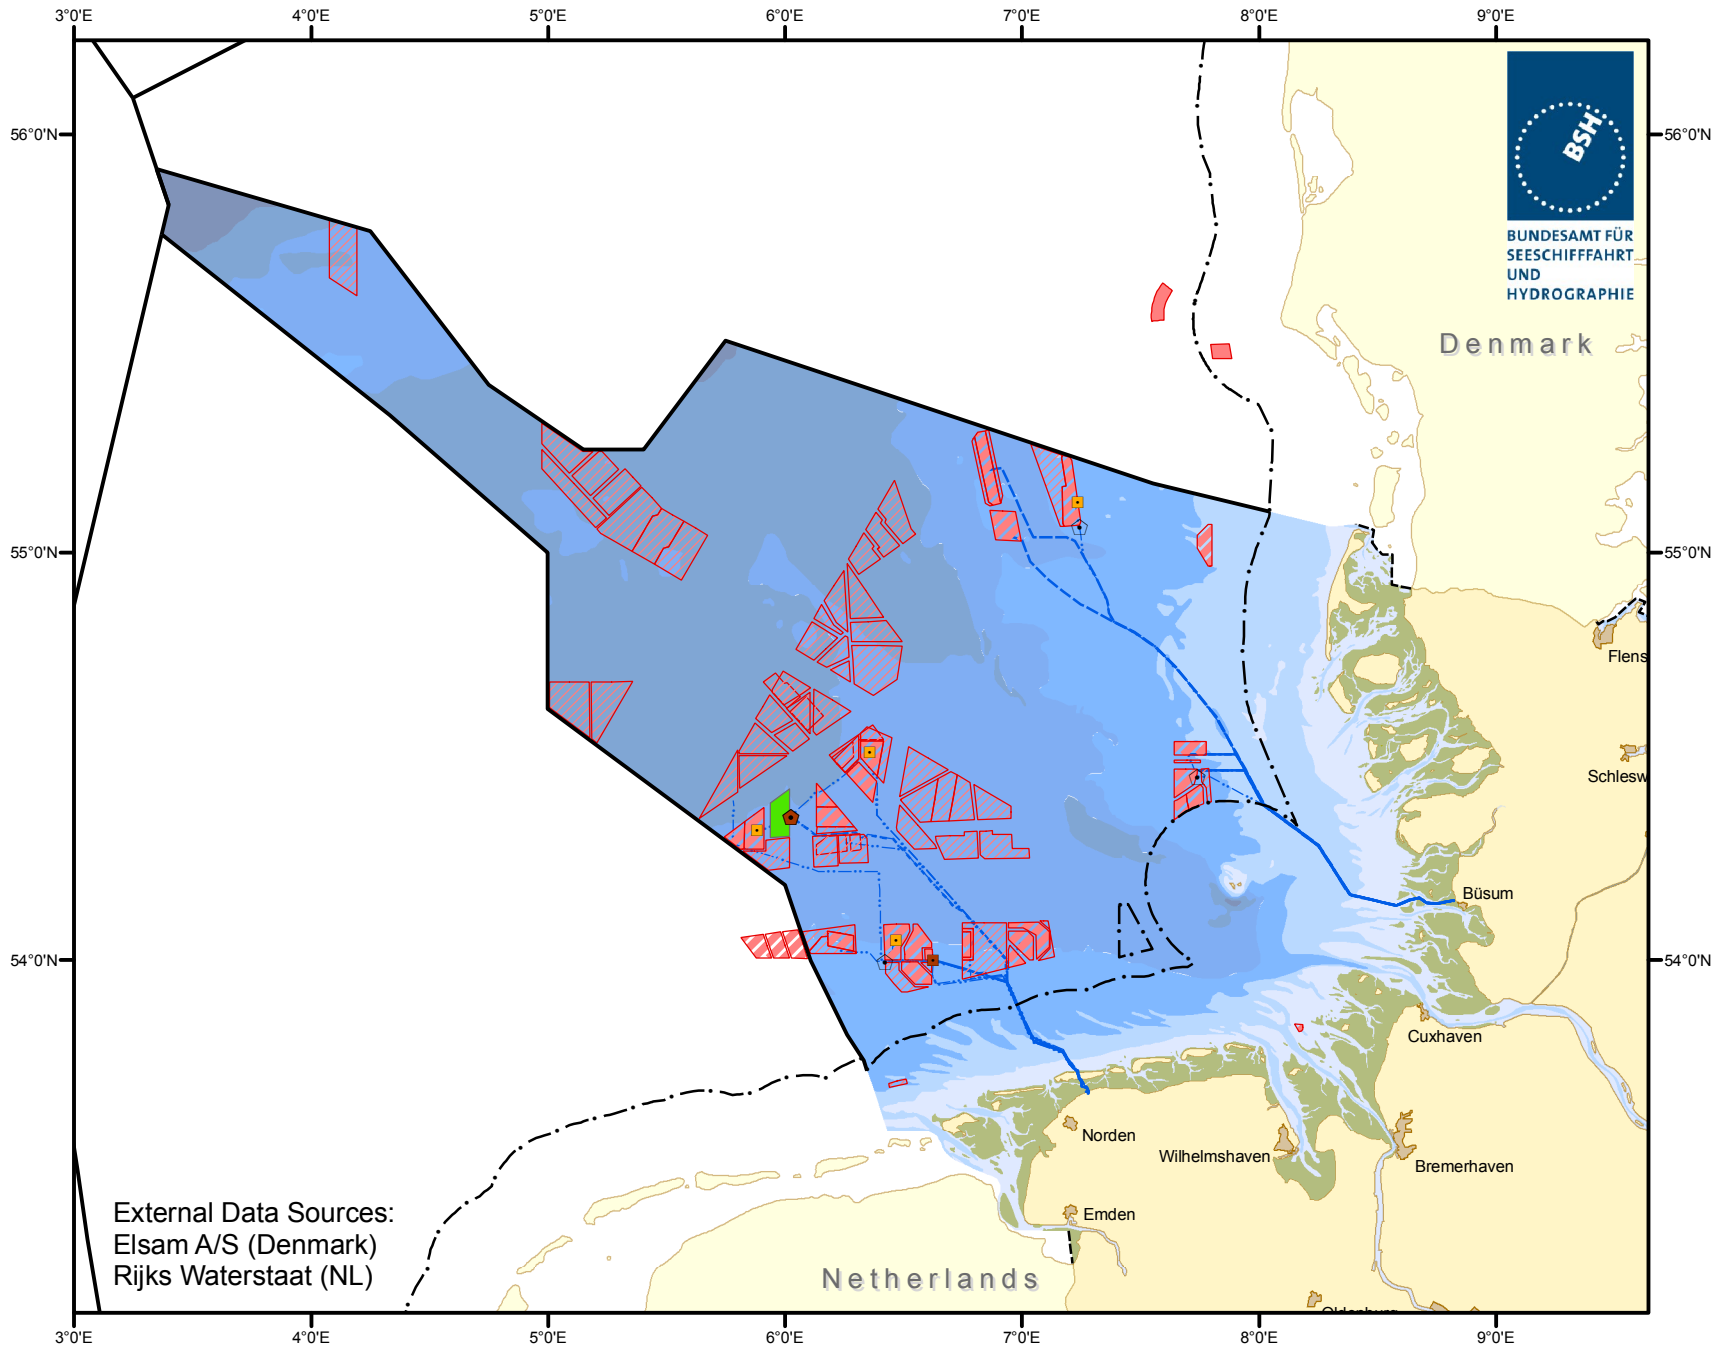 3°0'E 4°0'E 5°0'E 6°0'E 7°0'E 8°0'E 9°0'E
56°0'N 56°0'N
BSH
BUNDESAMT FÜR
SEESCHIFFFAHRT
UND
HYDROGRAPHIE
Denmark
55°0'N 55°0'N
Flens
Schlesw
Büsum
54°0'N 54°0'N
Cuxhaven
Norden
Wilhelmshaven
Bremerhaven
Emden
External Data Sources:
Elsam A/S (Denmark)
Rijks Waterstaat (NL)
Netherlands
3°0'E 4°0'E 5°0'E 6°0'E 7°0'E 8°0'E 9°0'E